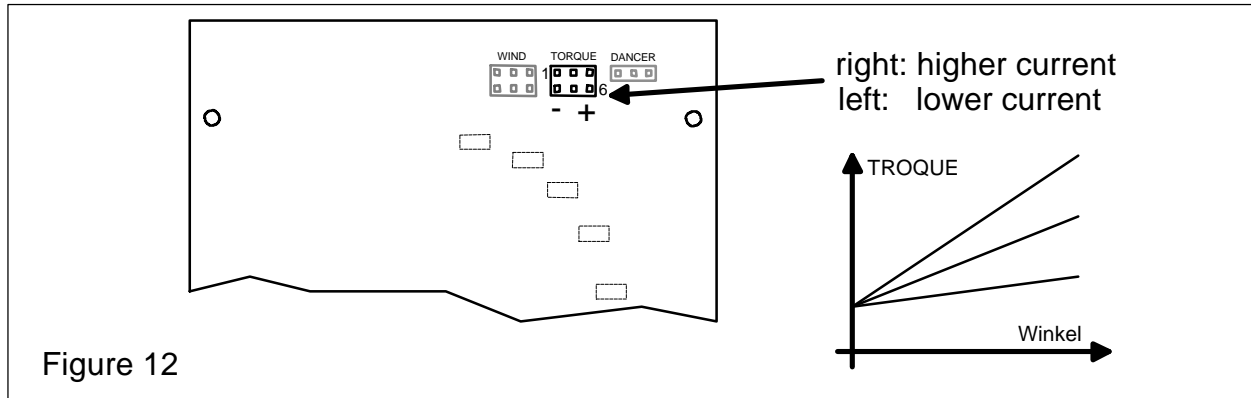 WIND TORQUE DANCER
1
6
- +
right: higher current
left: lower current
TROQUE
Winkel
Figure 12